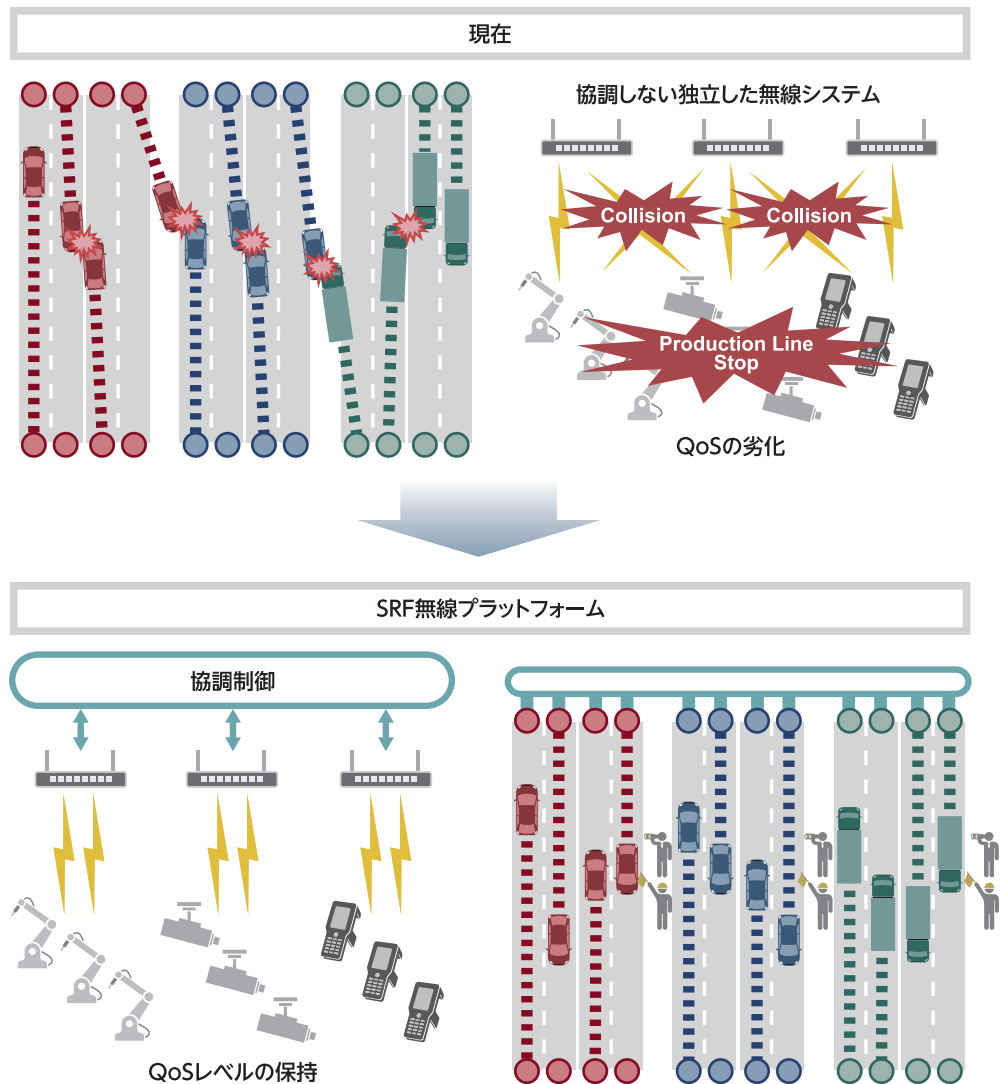 現在
協調しない独立した無線システム
Collision
Collision
Production Line
Stop
QoSの劣化
SRF無線プラットフォーム
協調制御
QoSレベルの保持